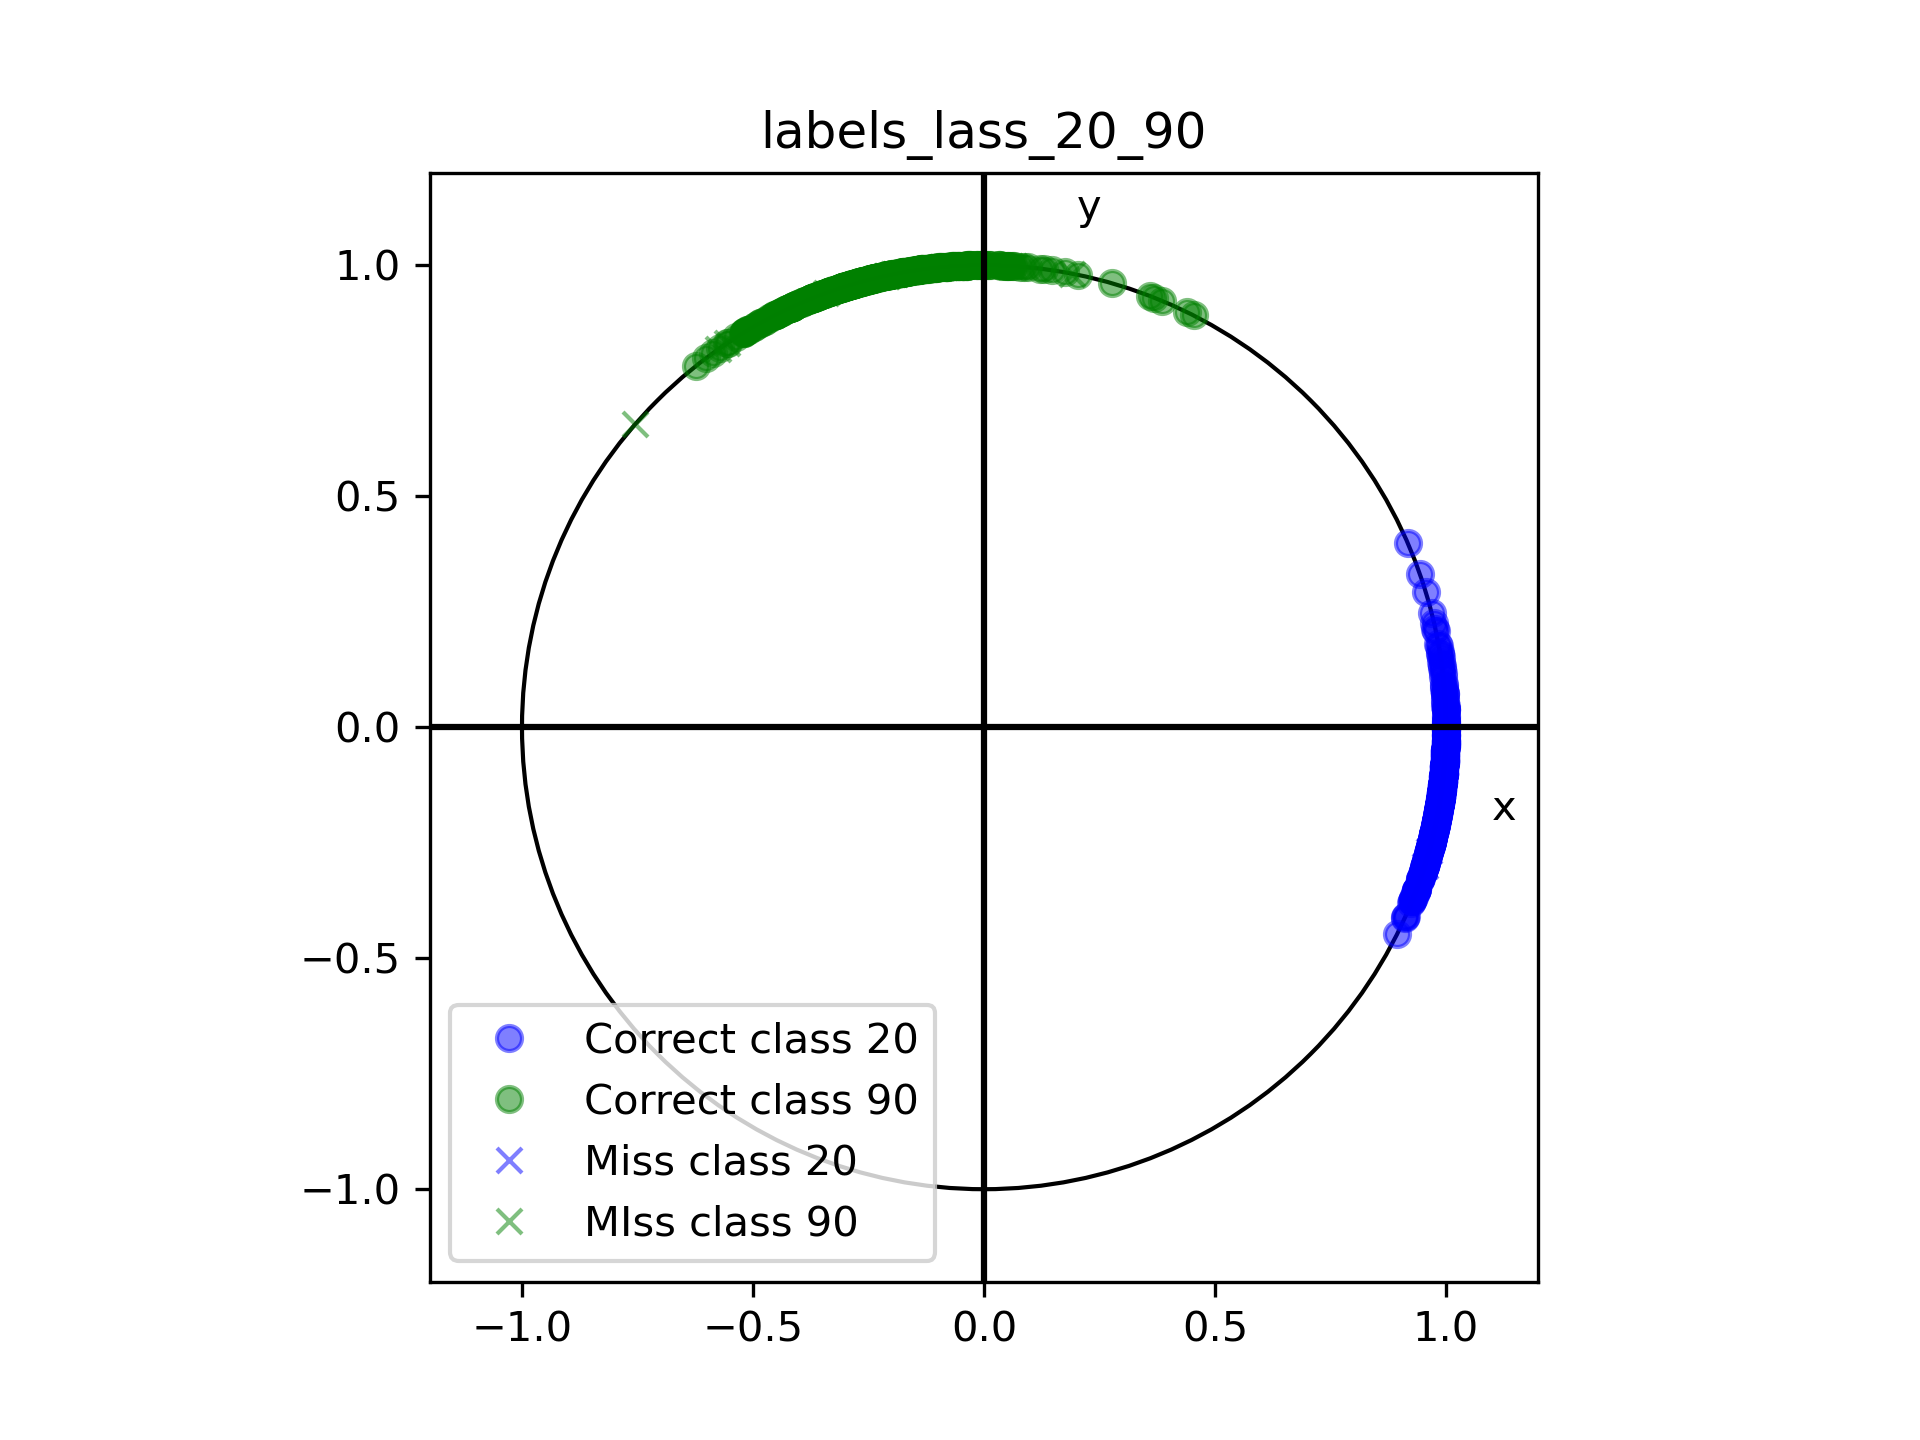 labels_lass_20_90
y
1.0
0.5
0.0
−0.5
−1.0
x
Correct class 20
Correct class 90
Miss class 20
MIss class 90
−1.0 −0.5 0.0 0.5 1.0